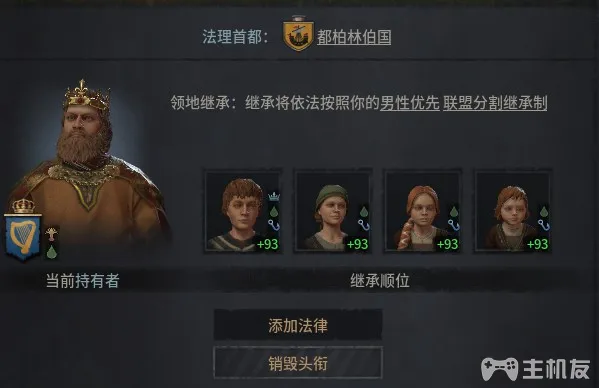 法理首都：都柏林伯国
领地继承：继承将依法按照你的男性优先 联盟分割继承制
+93 +93 +93 +93
当前持有者 继承顺位
添加法律
销毁头衔
主机友